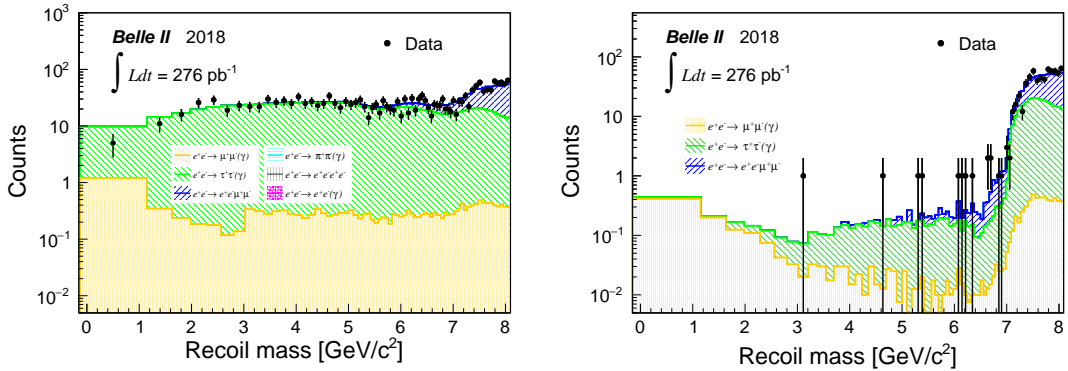 10³
10²
10
1
10⁻¹
10⁻²
Counts
Belle II 2018
∫ Ldt = 276 pb⁻¹
Data
e⁺e⁻→ μ⁺μ⁻(γ)
e⁺e⁻→ τ⁺τ⁻(γ)
e⁺e⁻→ e⁺e⁻μ⁺μ⁻
e⁺e⁻→ π⁺π⁻(γ)
e⁺e⁻→ e⁺e⁻e⁺e⁻
e⁺e⁻→ e⁺e⁻(γ)
0 1 2 3 4 5 6 7 8
Recoil mass [GeV/c²]
10³
10²
10
1
10⁻¹
10⁻²
Counts
Belle II 2018
∫ Ldt = 276 pb⁻¹
Data
e⁺e⁻→ μ⁺μ⁻(γ)
e⁺e⁻→ τ⁺τ⁻(γ)
e⁺e⁻→ e⁺e⁻μ⁺μ⁻
0 1 2 3 4 5 6 7 8
Recoil mass [GeV/c²]